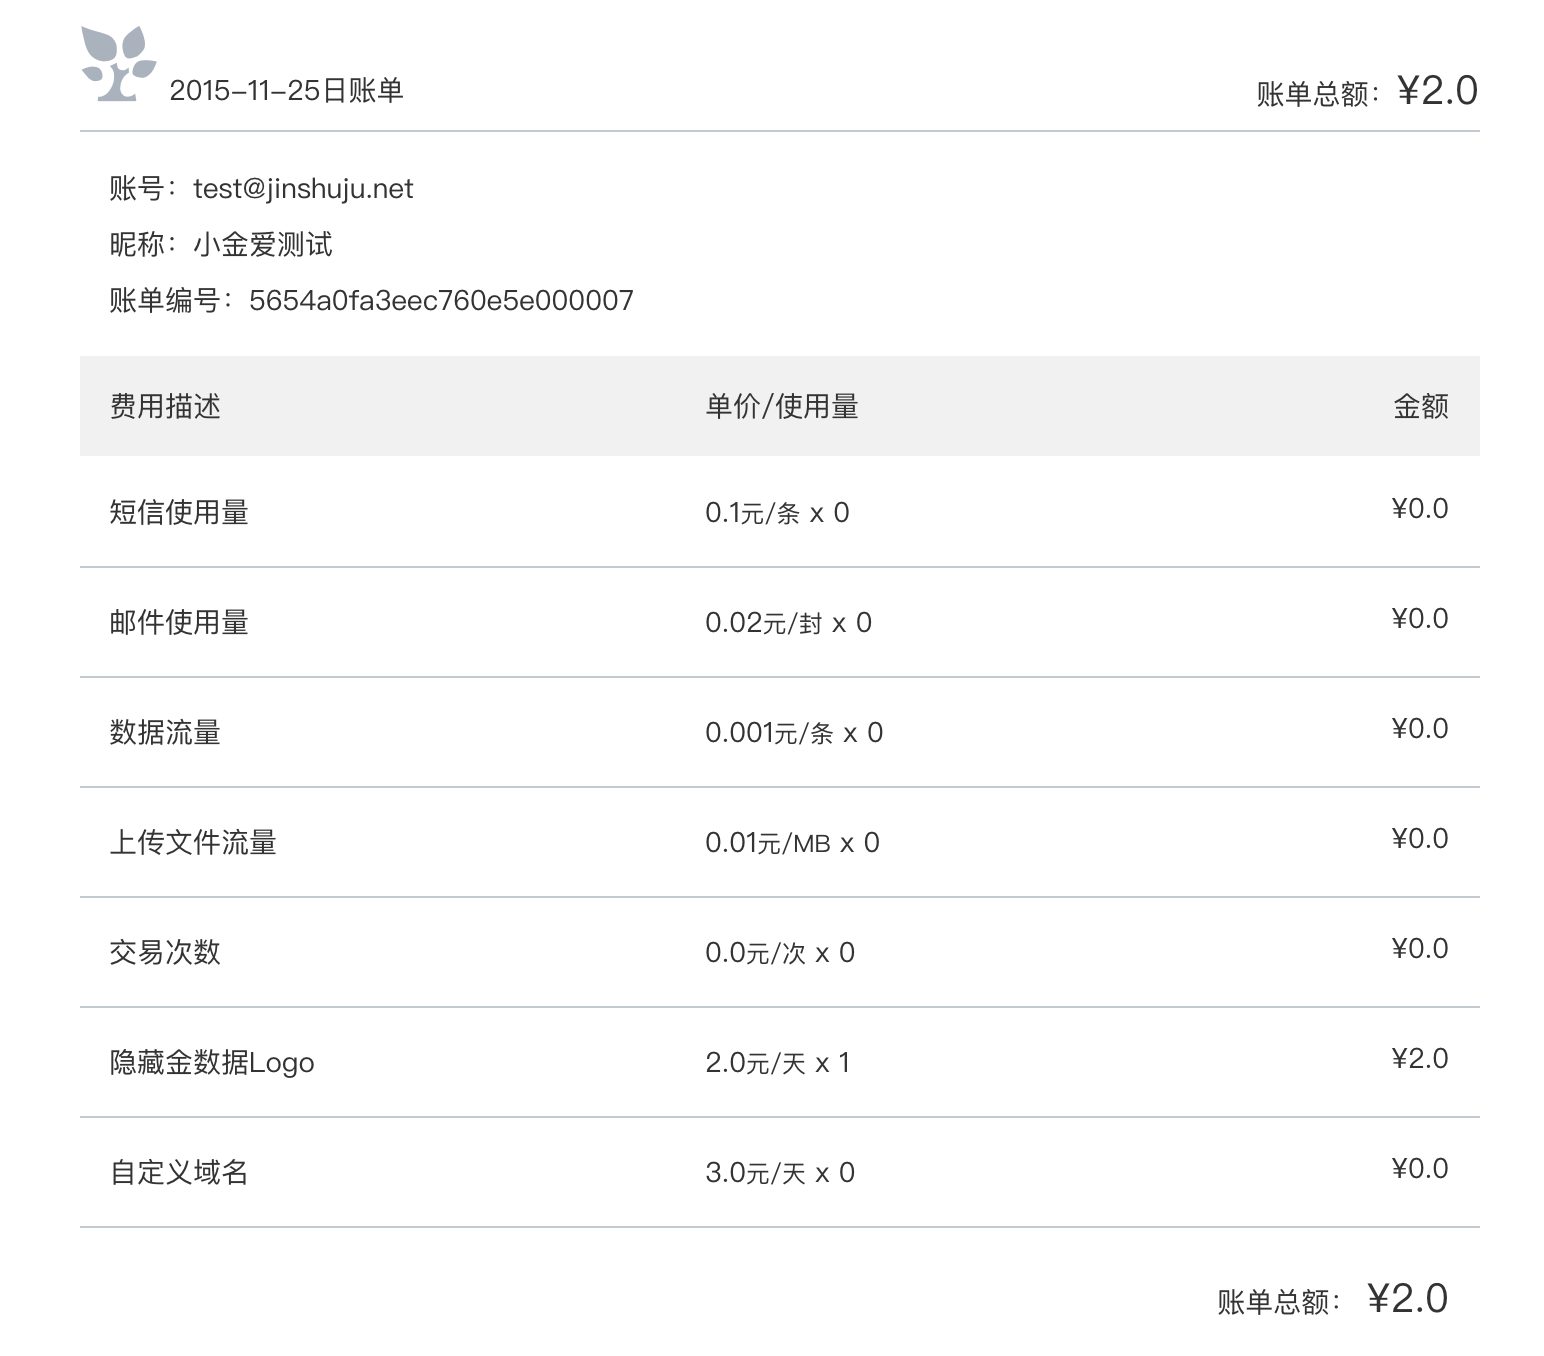 2015-11-25日账单 账单总额：¥2.0
账号：test@jinshuju.net
昵称：小金爱测试
账单编号：5654a0fa3eec760e5e000007
费用描述 单价/使用量 金额
短信使用量 0.1元/条 x 0 ¥0.0
邮件使用量 0.02元/封 x 0 ¥0.0
数据流量 0.001元/条 x 0 ¥0.0
上传文件流量 0.01元/MB x 0 ¥0.0
交易次数 0.0元/次 x 0 ¥0.0
隐藏金数据Logo 2.0元/天 x 1 ¥2.0
自定义域名 3.0元/天 x 0 ¥0.0
账单总额：¥2.0